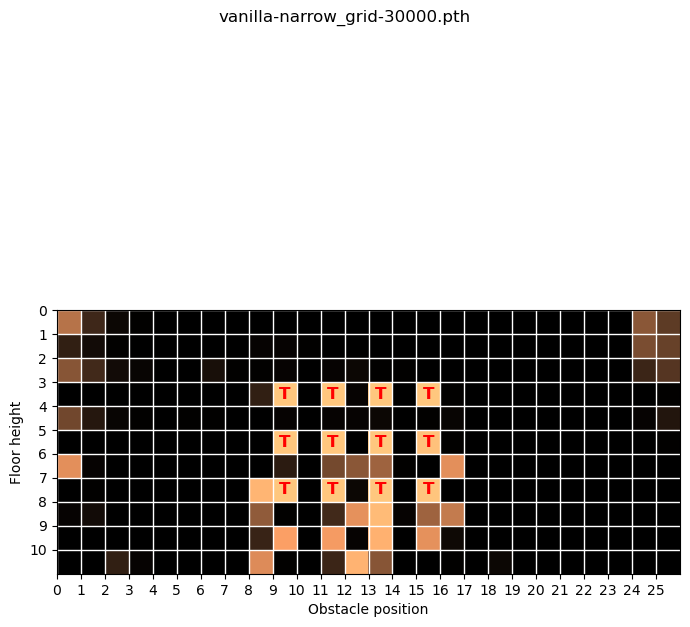 vanilla-narrow_grid-30000.pth
0
1
2
3
T T T T
4
5
T T T T
6
7
T T T T
8
9
10
Floor height
0 1 2 3 4 5 6 7 8 9 10 11 12 13 14 15 16 17 18 19 20 21 22 23 24 25
Obstacle position